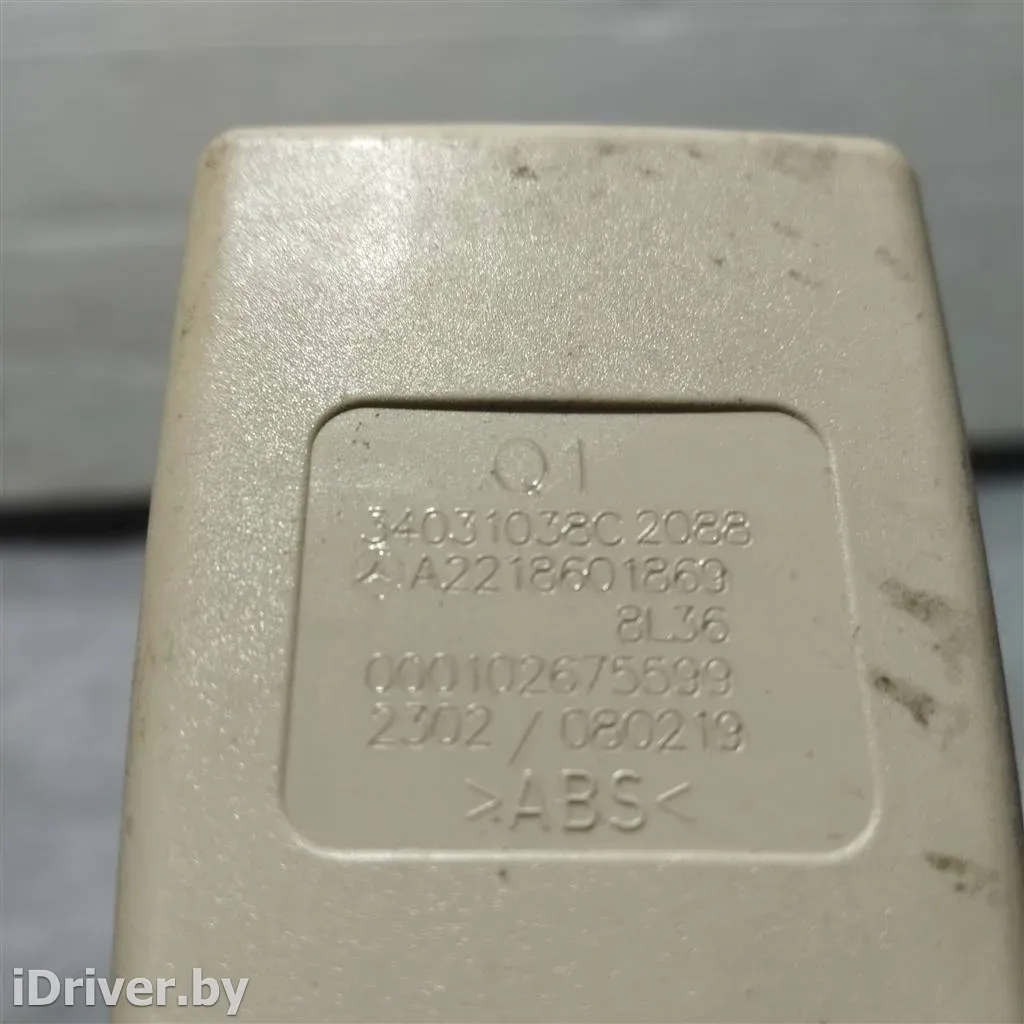 Q1
34031038C 2088
A2218601869
8L36
000102675599
2302 / 080219
>ABS<
iDriver.by